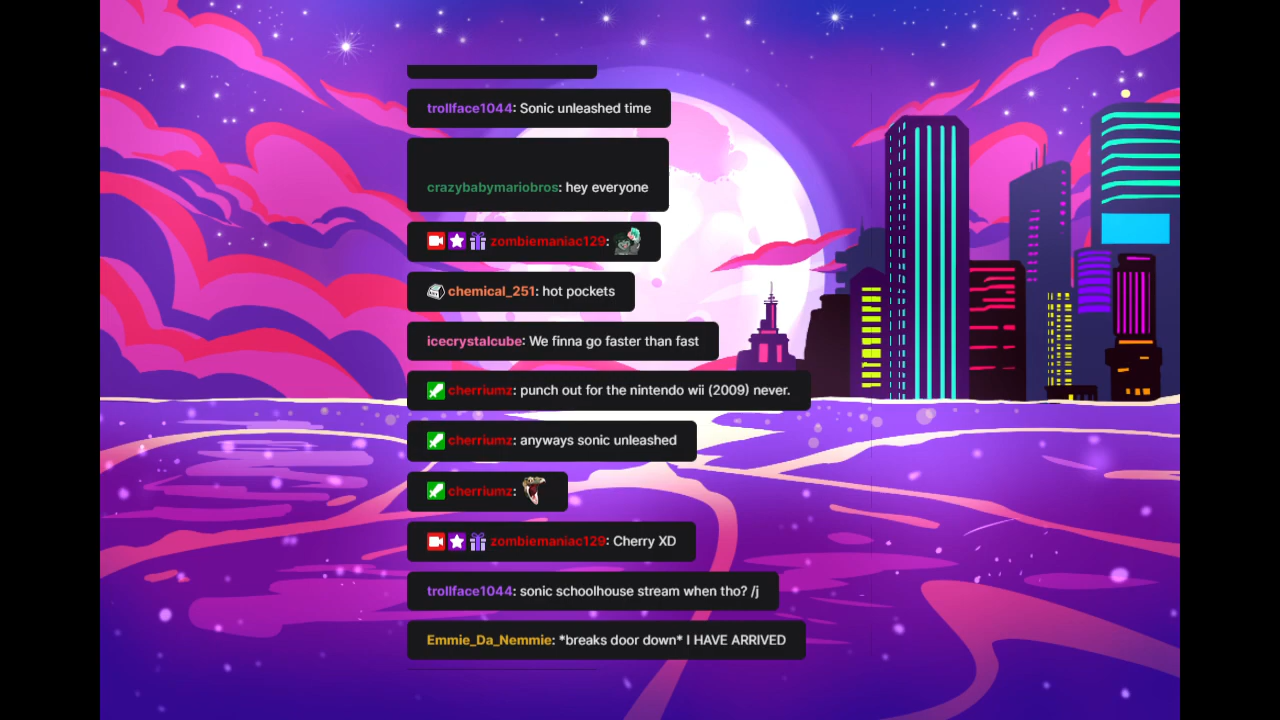 trollface1044: Sonic unleashed time
crazybabymariobros: hey everyone
zombiemaniac129:
chemical_251: hot pockets
icecrystalcube: We finna go faster than fast
cherriumz: punch out for the nintendo wii (2009) never.
cherriumz: anyways sonic unleashed
cherriumz:
zombiemaniac129: Cherry XD
trollface1044: sonic schoolhouse stream when tho? /j
Emmie_Da_Nemmie: *breaks door down* I HAVE ARRIVED